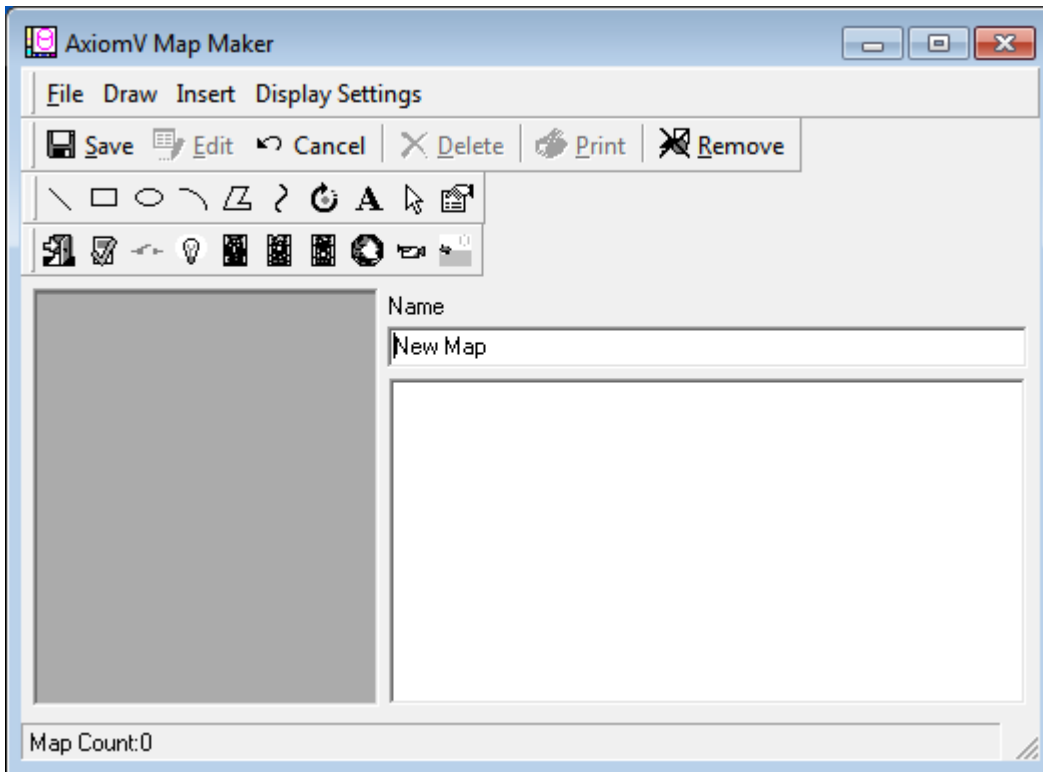 AxiomV Map Maker
File Draw Insert Display Settings
Save Edit Cancel Delete Print Remove
A
Name
New Map
Map Count:0